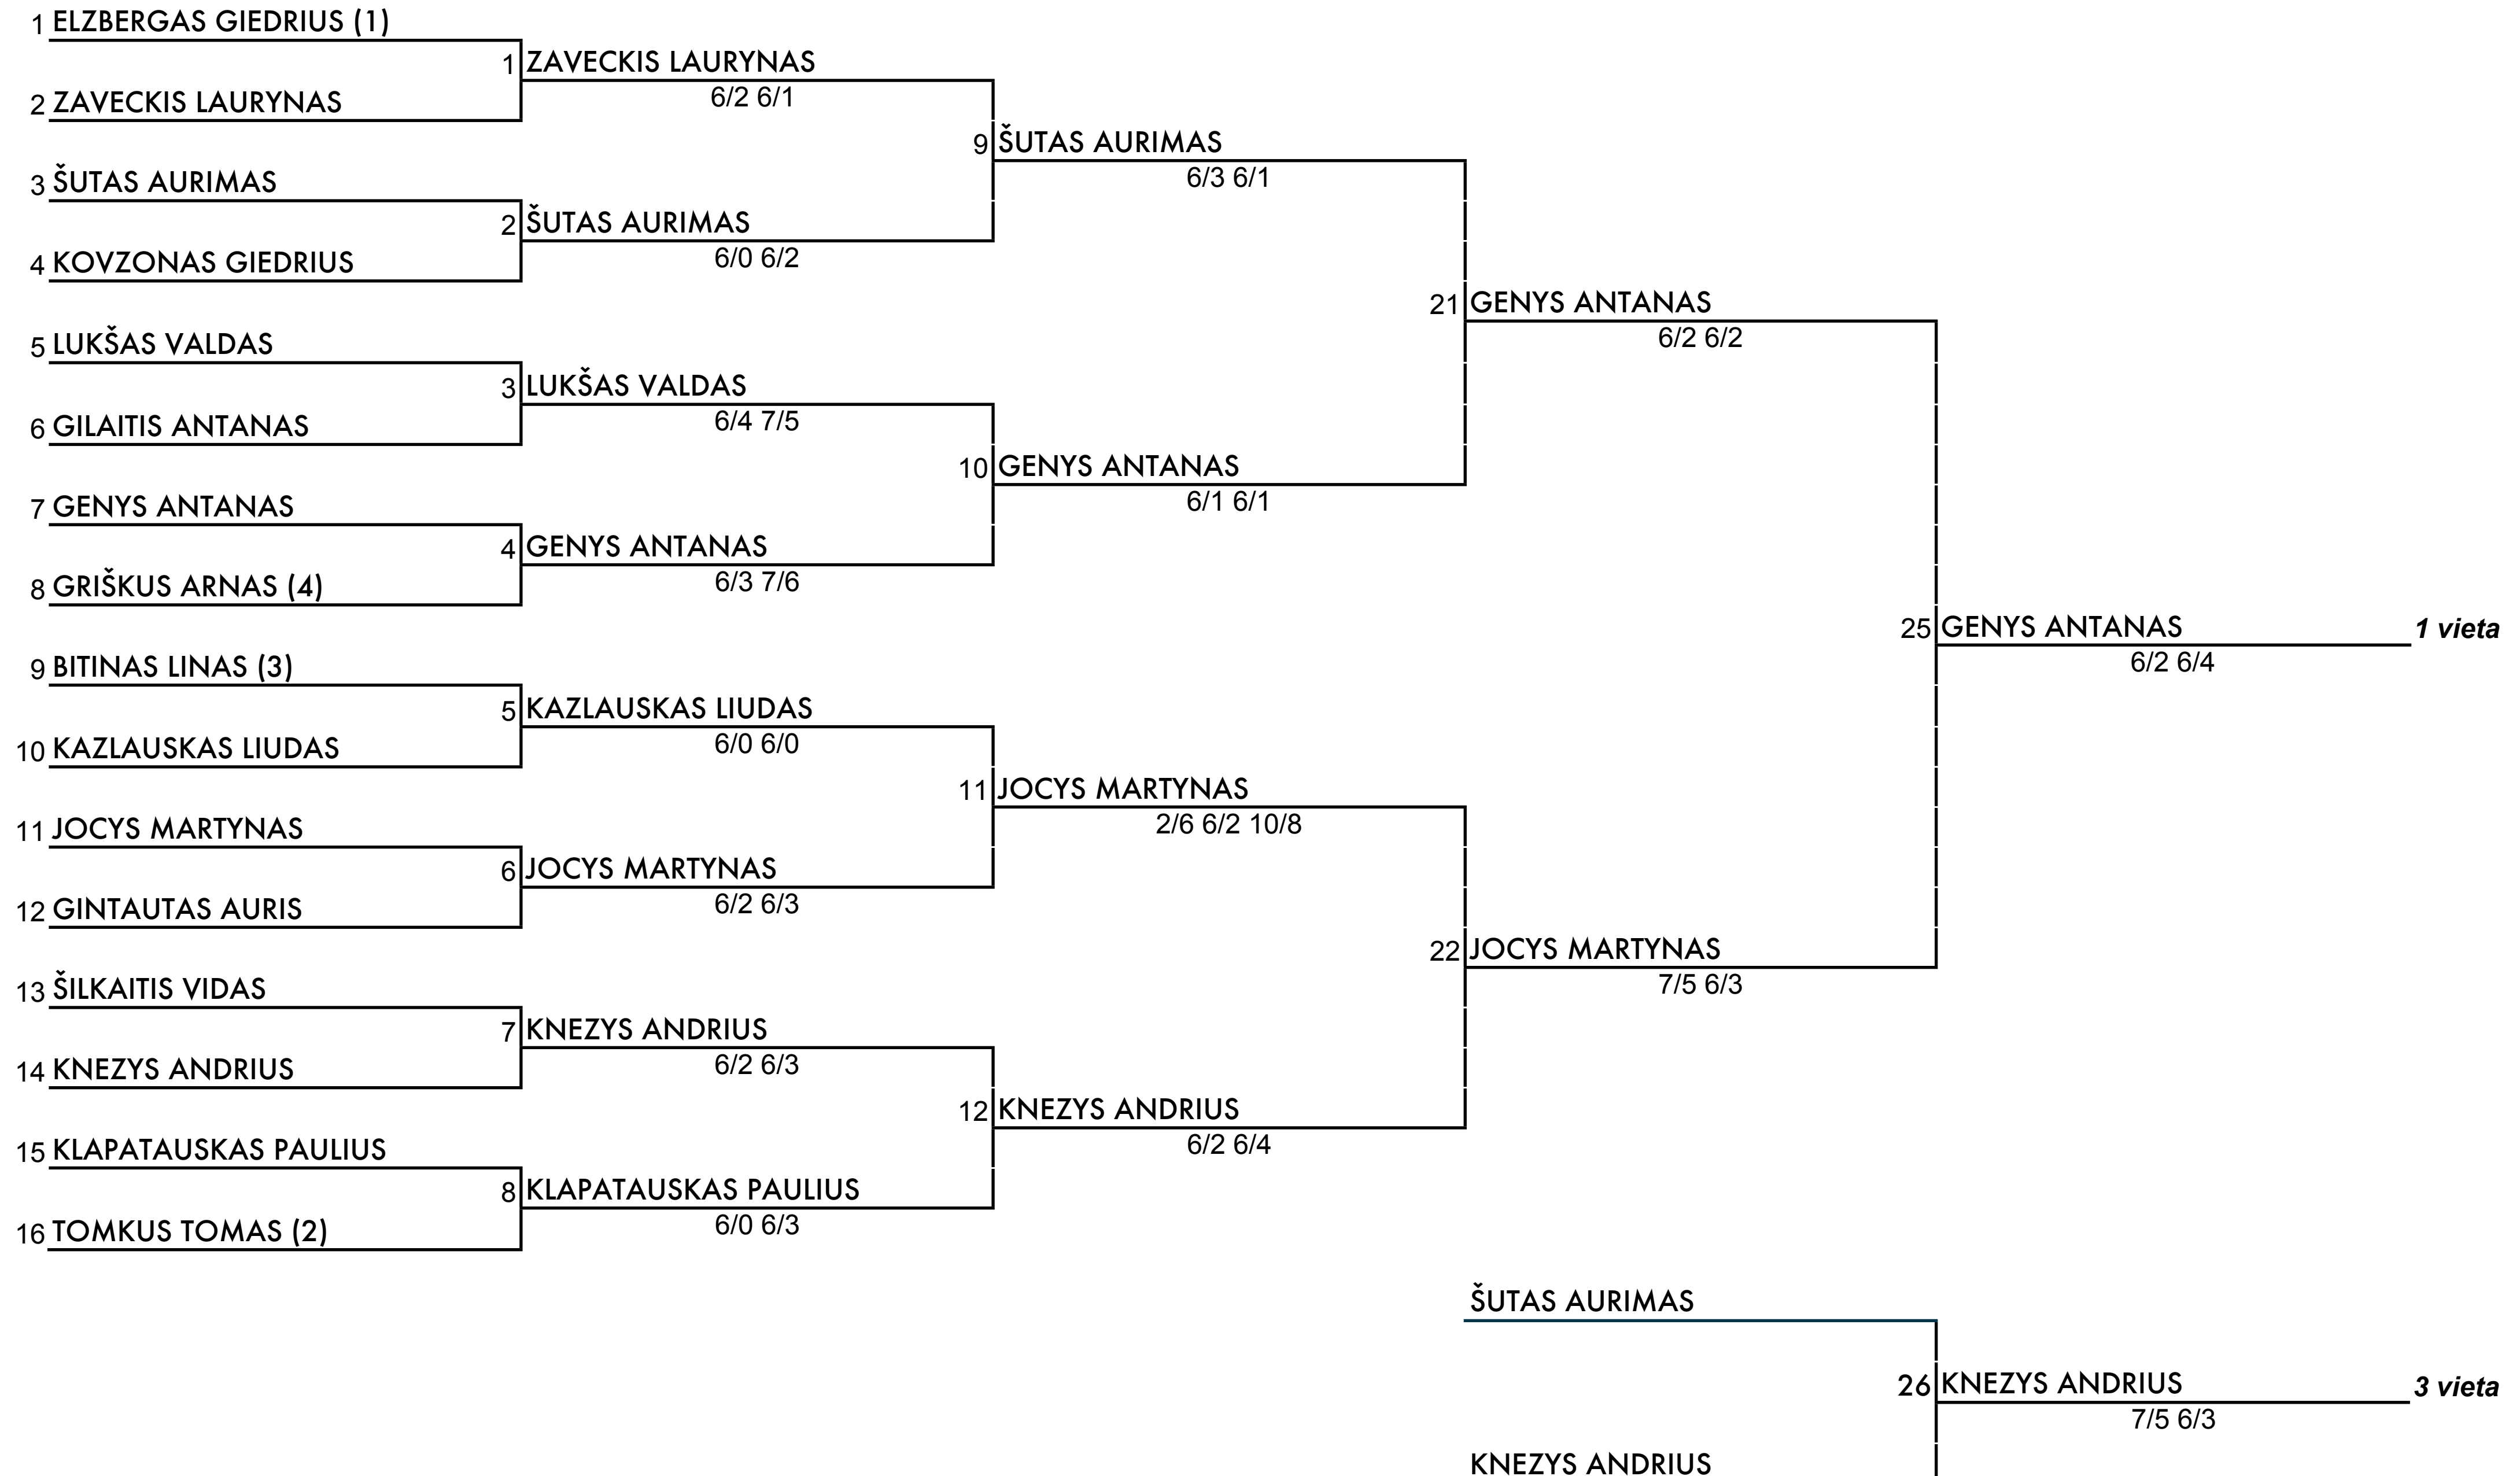 1 ELZBERGAS GIEDRIUS (1)
1 ZAVECKIS LAURYNAS
6/2 6/1
2 ZAVECKIS LAURYNAS
9 ŠUTAS AURIMAS
6/3 6/1
3 ŠUTAS AURIMAS
2 ŠUTAS AURIMAS
6/0 6/2
4 KOVZONAS GIEDRIUS
21 GENYS ANTANAS
6/2 6/2
5 LUKŠAS VALDAS
3 LUKŠAS VALDAS
6/4 7/5
6 GILAITIS ANTANAS
10 GENYS ANTANAS
6/1 6/1
7 GENYS ANTANAS
4 GENYS ANTANAS
6/3 7/6
8 GRIŠKUS ARNAS (4)
25 GENYS ANTANAS 1 vieta
6/2 6/4
9 BITINAS LINAS (3)
5 KAZLAUSKAS LIUDAS
6/0 6/0
10 KAZLAUSKAS LIUDAS
11 JOCYS MARTYNAS
2/6 6/2 10/8
11 JOCYS MARTYNAS
6 JOCYS MARTYNAS
6/2 6/3
12 GINTAUTAS AURIS
22 JOCYS MARTYNAS
7/5 6/3
13 ŠILKAITIS VIDAS
7 KNEZYS ANDRIUS
6/2 6/3
14 KNEZYS ANDRIUS
12 KNEZYS ANDRIUS
6/2 6/4
15 KLAPATAUSKAS PAULIUS
8 KLAPATAUSKAS PAULIUS
6/0 6/3
16 TOMKUS TOMAS (2)
ŠUTAS AURIMAS
26 KNEZYS ANDRIUS 3 vieta
7/5 6/3
KNEZYS ANDRIUS